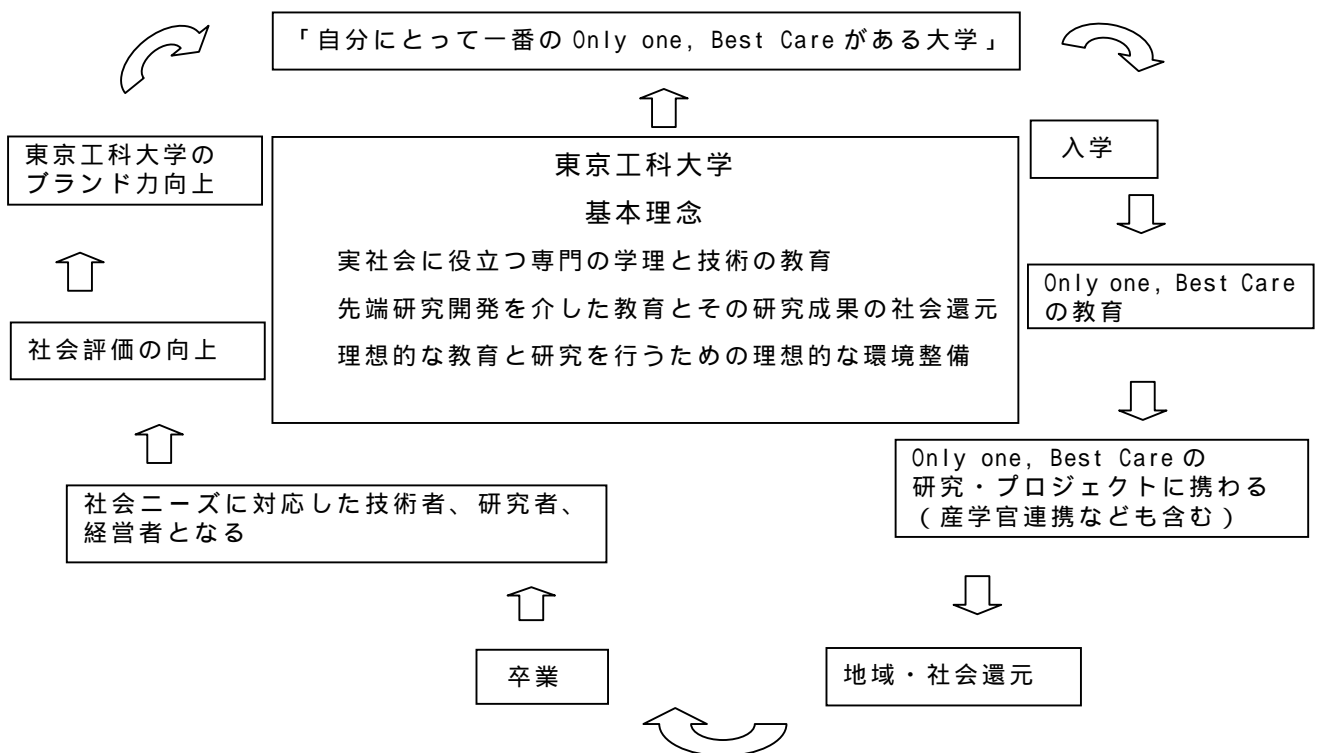 「自分にとって一番の Only one, Best Care がある大学」
東京工科大学の
ブランド力向上
東京工科大学
基本理念
実社会に役立つ専門の学理と技術の教育
先端研究開発を介した教育とその研究成果の社会還元
理想的な教育と研究を行うための理想的な環境整備
入学
Only one, Best Care
の教育
社会評価の向上
Only one, Best Care の
研究・プロジェクトに携わる
(産学官連携なども含む)
社会ニーズに対応した技術者、研究者、
経営者となる
卒業
地域・社会還元